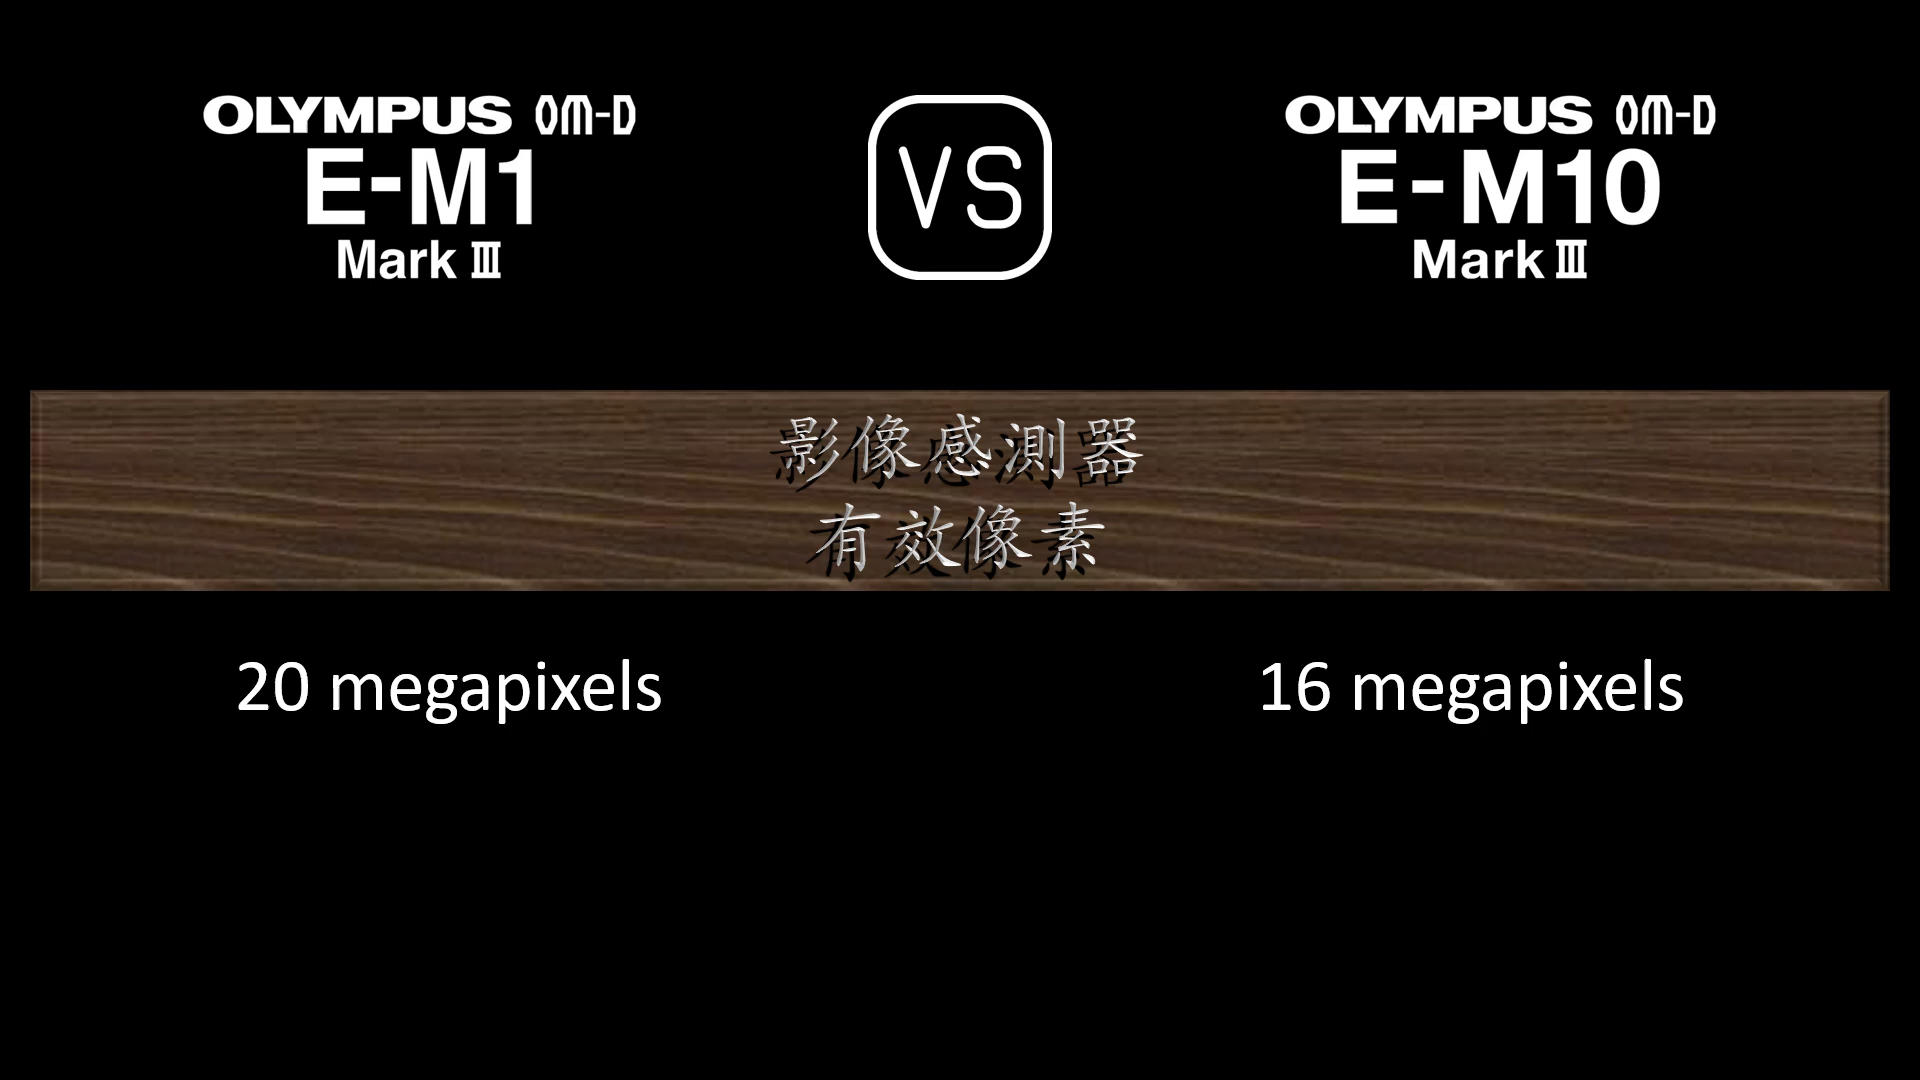 OLYMPUS OM-D
E-M1
Mark III
VS
OLYMPUS OM-D
E-M10
Mark III
影像感測器
有效像素
20 megapixels
16 megapixels